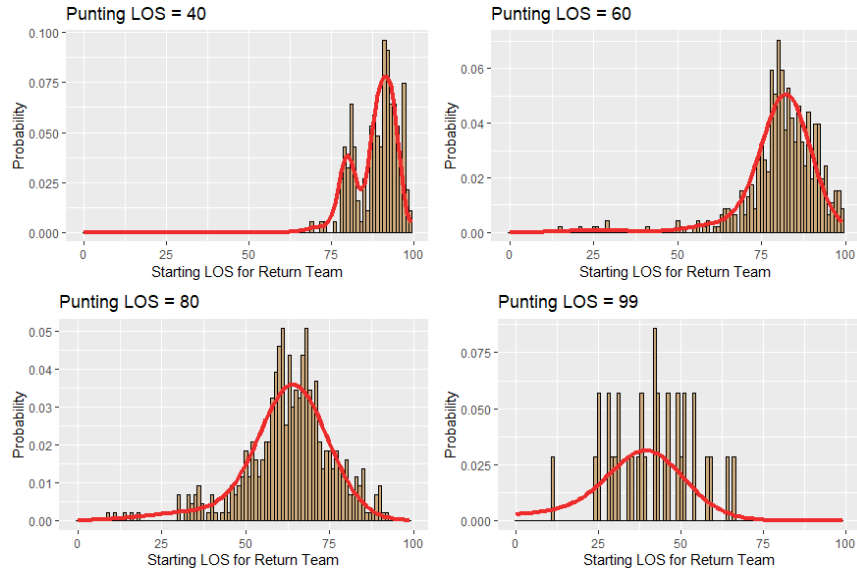 Punting LOS = 40
Probability
0.100
0.075
0.050
0.025
0.000
0 25 50 75 100
Starting LOS for Return Team
Punting LOS = 60
Probability
0.06
0.04
0.02
0.00
0 25 50 75 100
Starting LOS for Return Team
Punting LOS = 80
Probability
0.05
0.04
0.03
0.02
0.01
0.00
0 25 50 75 100
Starting LOS for Return Team
Punting LOS = 99
Probability
0.075
0.050
0.025
0.000
0 25 50 75 100
Starting LOS for Return Team